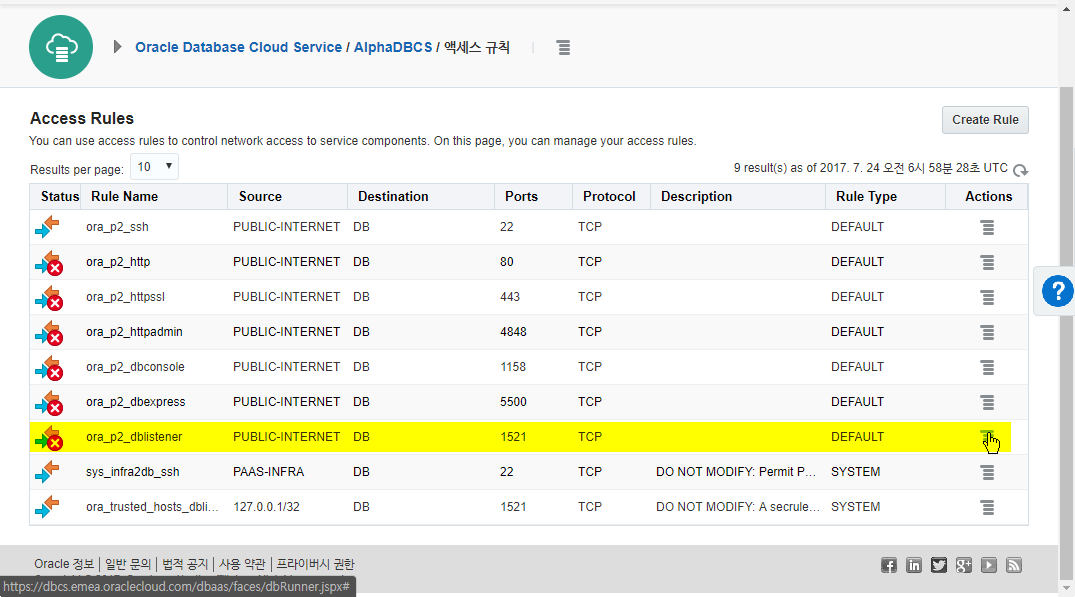 Oracle Database Cloud Service / AlphaDBCS / 액세스 규칙
Access Rules
Create Rule
You can use access rules to control network access to service components. On this page, you can manage your access rules.
Results per page: 10
9 result(s) as of 2017. 7. 24 오전 6시 58분 28초 UTC
Status Rule Name Source Destination Ports Protocol Description Rule Type Actions
ora_p2_ssh PUBLIC-INTERNET DB 22 TCP DEFAULT
ora_p2_http PUBLIC-INTERNET DB 80 TCP DEFAULT
ora_p2_httpssl PUBLIC-INTERNET DB 443 TCP DEFAULT
ora_p2_httpadmin PUBLIC-INTERNET DB 4848 TCP DEFAULT
ora_p2_dbconsole PUBLIC-INTERNET DB 1158 TCP DEFAULT
ora_p2_dbexpress PUBLIC-INTERNET DB 5500 TCP DEFAULT
ora_p2_dblistener PUBLIC-INTERNET DB 1521 TCP DEFAULT
sys_infra2db_ssh PAAS-INFRA DB 22 TCP DO NOT MODIFY: Permit P... SYSTEM
ora_trusted_hosts_dbli... 127.0.0.1/32 DB 1521 TCP DO NOT MODIFY: A secrule... SYSTEM
?
Oracle 정보 | 일반 문의 | 법적 공지 | 사용 약관 | 프라이버시 권한
https://dbcs.emea.oraclecloud.com/dbaas/faces/dbRunner.jspx#